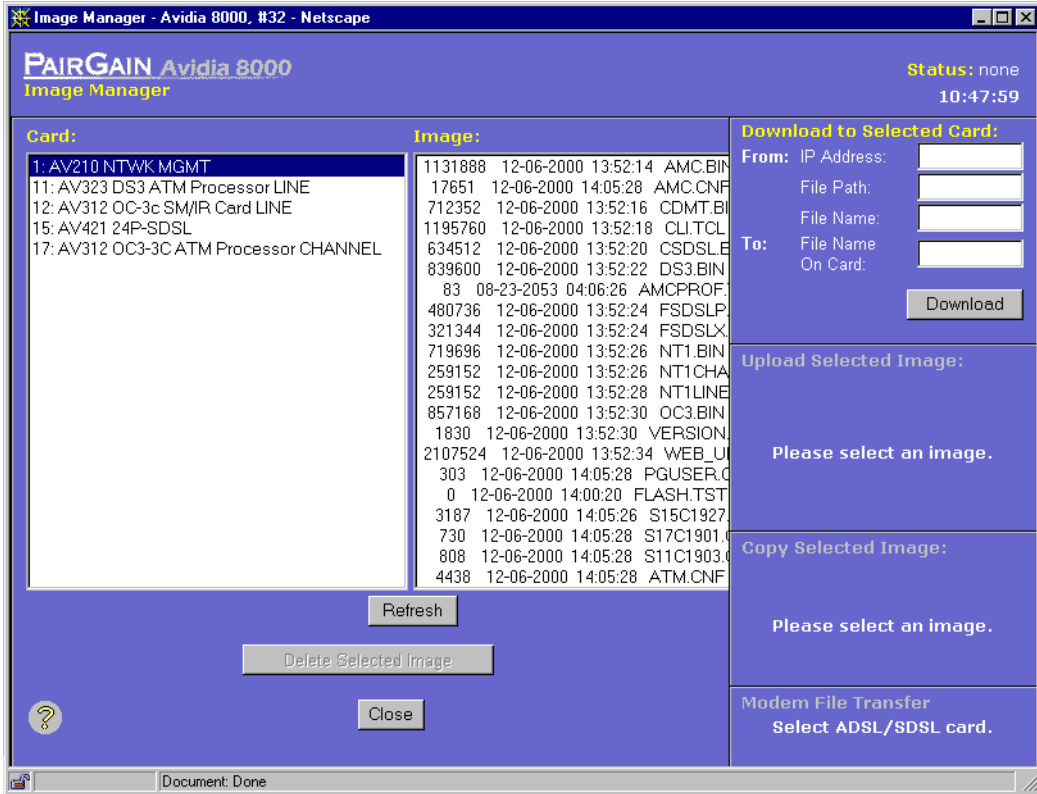 Image Manager - Avidia 8000, #32 - Netscape
PAIRGAIN Avidia 8000
Image Manager
Status: none
10:47:59
Card:
1: AV210 NTWK MGMT
11: AV323 DS3 ATM Processor LINE
12: AV312 OC-3c SM/IR Card LINE
15: AV421 24P-SDSL
17: AV312 OC3-3C ATM Processor CHANNEL
Image:
1131888 12-06-2000 13:52:14 AMC.BIN
17651 12-06-2000 14:05:28 AMC.CNF
712352 12-06-2000 13:52:16 CDMT.BI
1195760 12-06-2000 13:52:18 CLI.TCL
634512 12-06-2000 13:52:20 CSDSL.B
839600 12-06-2000 13:52:22 DS3.BIN
83 08-23-2053 04:06:26 AMCPROF.
480736 12-06-2000 13:52:24 FSDSLP.
321344 12-06-2000 13:52:24 FSDSLX.
719696 12-06-2000 13:52:26 NT1.BIN
259152 12-06-2000 13:52:26 NT1CHA
259152 12-06-2000 13:52:28 NT1LINE
857168 12-06-2000 13:52:30 OC3.BIN
1830 12-06-2000 13:52:30 VERSION.
2107524 12-06-2000 13:52:34 WEB_UI
303 12-06-2000 14:05:28 PGUSER.C
0 12-06-2000 14:00:20 FLASH.TST
3187 12-06-2000 14:05:26 S15C1927.
730 12-06-2000 14:05:28 S17C1901.
808 12-06-2000 14:05:28 S11C1903.
4438 12-06-2000 14:05:28 ATM.CNF
Refresh
Delete Selected Image
Close
Download to Selected Card:
From: IP Address:
File Path:
File Name:
To: File Name
On Card:
Download
Upload Selected Image:
Please select an image.
Copy Selected Image:
Please select an image.
Modem File Transfer
Select ADSL/SDSL card.
?
Document: Done